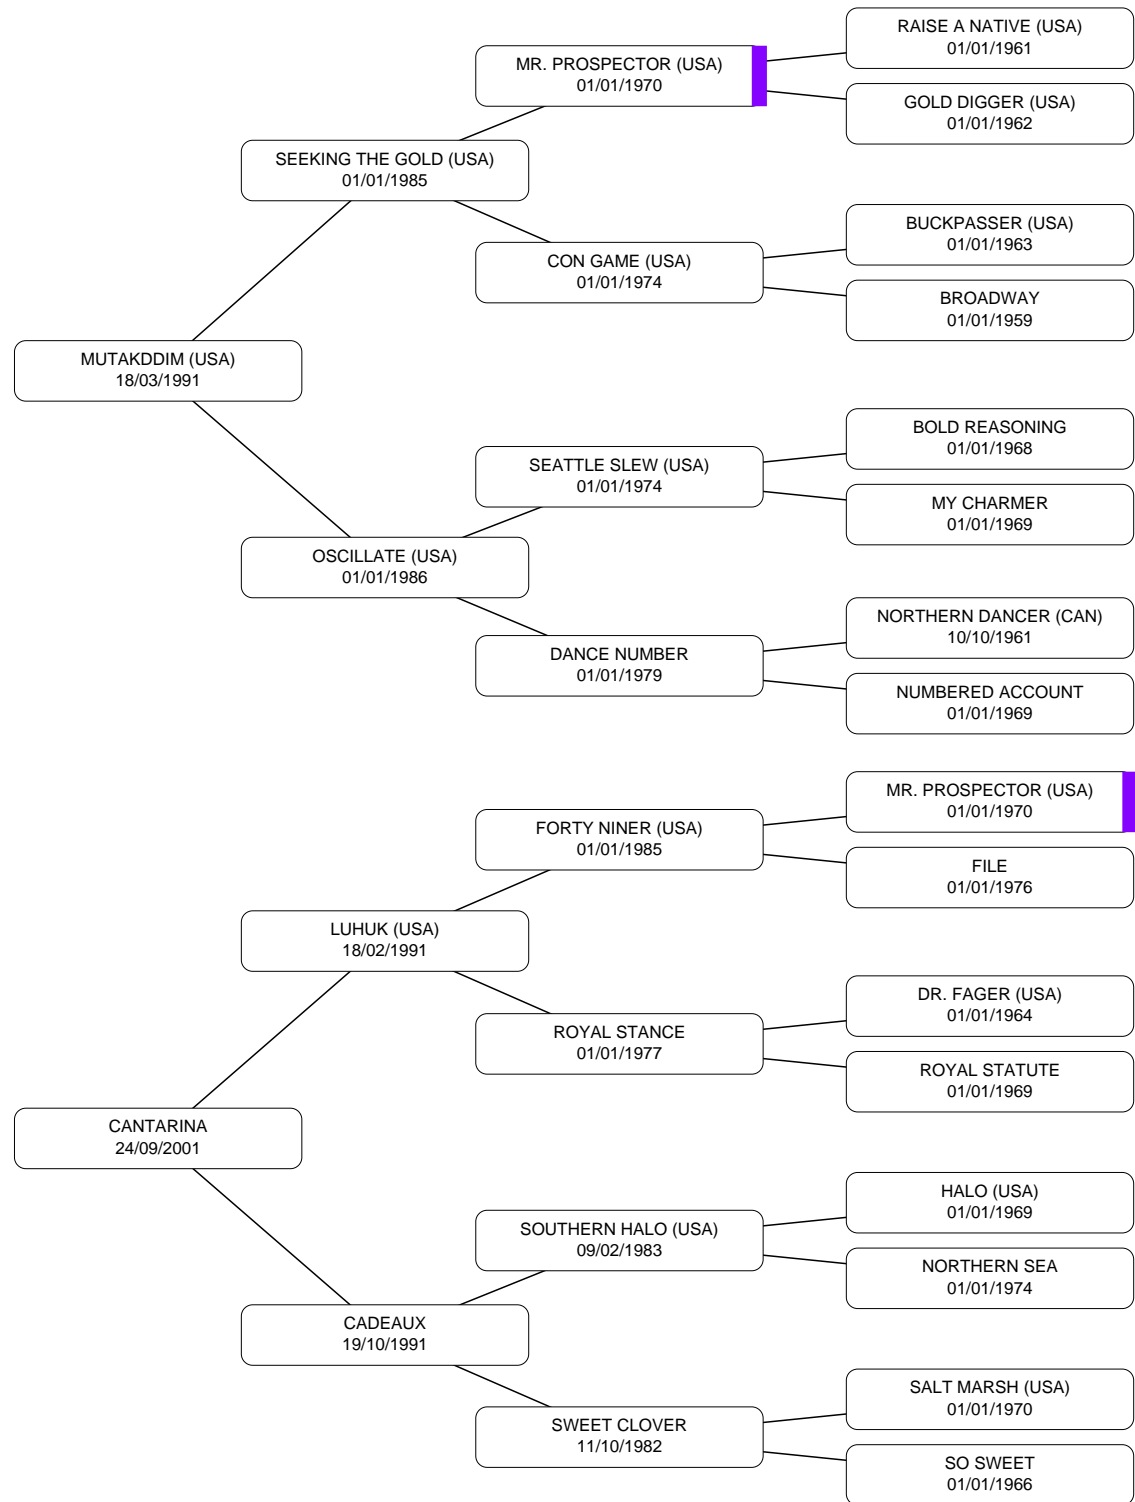 RAISE A NATIVE (USA)
01/01/1961
MR. PROSPECTOR (USA)
01/01/1970
GOLD DIGGER (USA)
01/01/1962
SEEKING THE GOLD (USA)
01/01/1985
BUCKPASSER (USA)
01/01/1963
CON GAME (USA)
01/01/1974
BROADWAY
01/01/1959
MUTAKDDIM (USA)
18/03/1991
BOLD REASONING
01/01/1968
SEATTLE SLEW (USA)
01/01/1974
MY CHARMER
01/01/1969
OSCILLATE (USA)
01/01/1986
NORTHERN DANCER (CAN)
10/10/1961
DANCE NUMBER
01/01/1979
NUMBERED ACCOUNT
01/01/1969
MR. PROSPECTOR (USA)
01/01/1970
FORTY NINER (USA)
01/01/1985
FILE
01/01/1976
LUHUK (USA)
18/02/1991
DR. FAGER (USA)
01/01/1964
ROYAL STANCE
01/01/1977
ROYAL STATUTE
01/01/1969
CANTARINA
24/09/2001
HALO (USA)
01/01/1969
SOUTHERN HALO (USA)
09/02/1983
NORTHERN SEA
01/01/1974
CADEAUX
19/10/1991
SALT MARSH (USA)
01/01/1970
SWEET CLOVER
11/10/1982
SO SWEET
01/01/1966